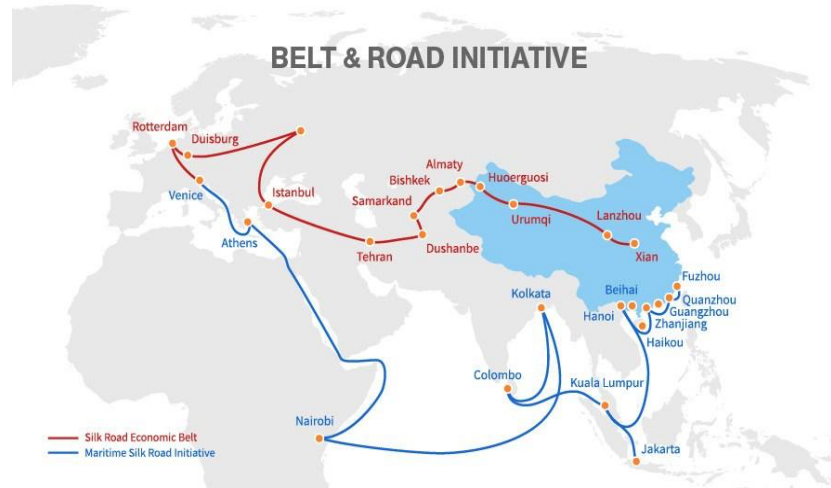 BELT & ROAD INITIATIVE
Rotterdam
Duisburg
Venice
Istanbul
Athens
Almaty
Bishkek
Huoerguosi
Samarkand
Urumqi
Lanzhou
Dushanbe
Tehran
Xian
Fuzhou
Beihai
Kolkata
Quanzhou
Hanoi
Guangzhou
Zhanjiang
Haikou
Colombo
Kuala Lumpur
Nairobi
Jakarta
Silk Road Economic Belt
Maritime Silk Road Initiative